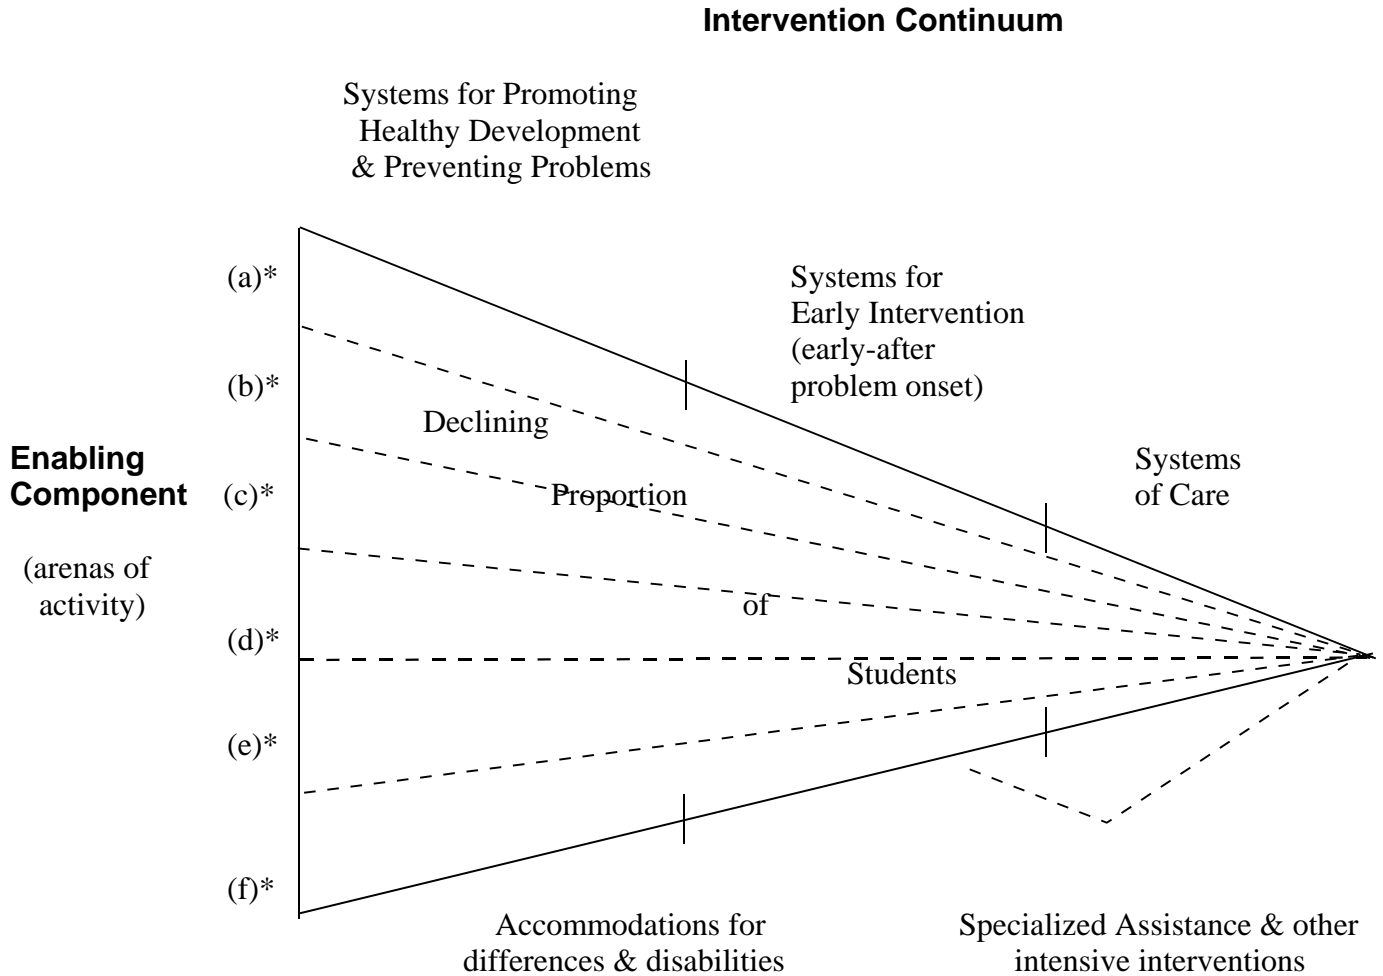 Intervention Continuum
Systems for Promoting
Healthy Development
& Preventing Problems
(a)*
Systems for
Early Intervention
(early-after
problem onset)
(b)*
Declining
Enabling
Component
(c)*
Proportion
Systems
of Care
(arenas of
activity)
of
(d)*
Students
(e)*
(f)*
Accommodations for
differences & disabilities
Specialized Assistance & other
intensive interventions